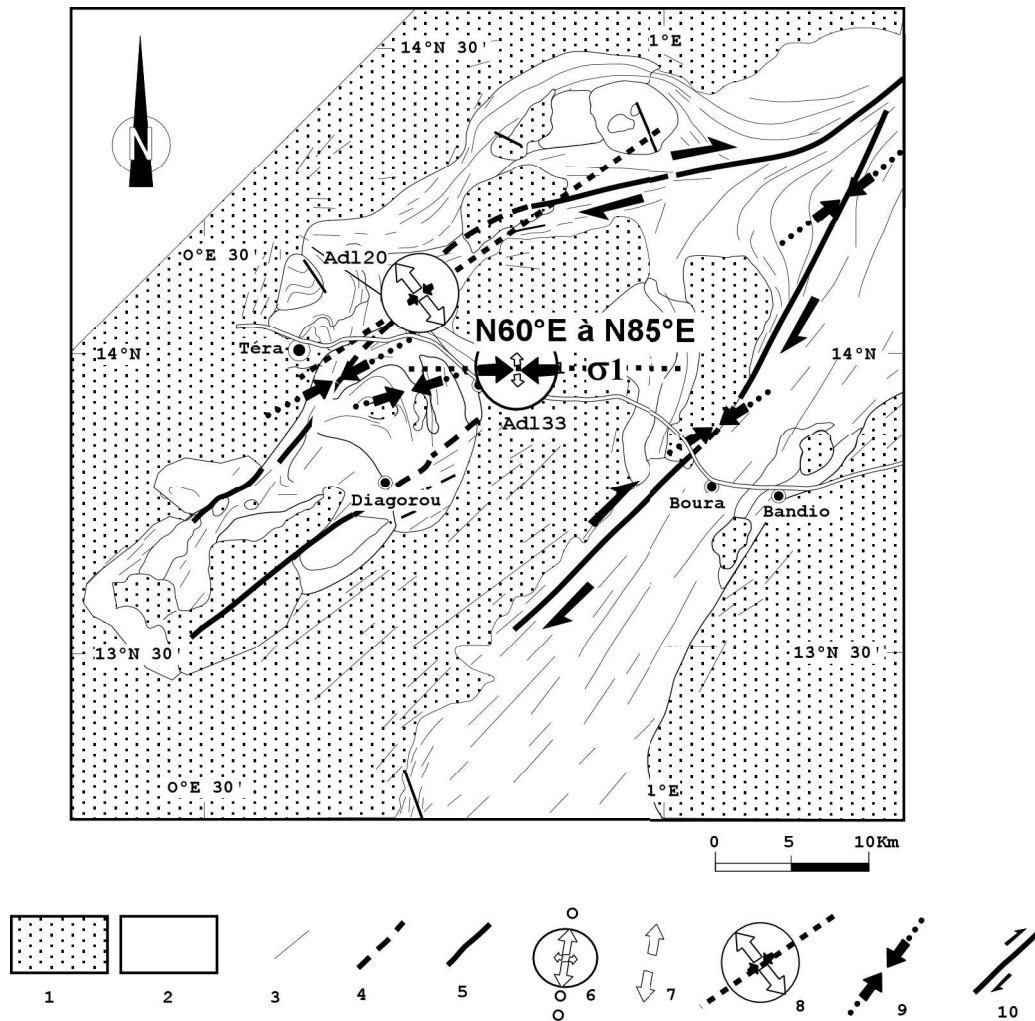 14°N 30'
1°E
N
O°E 30'
Adl20
N60°E à N85°E
Téra
14°N
14°N
σ1
Adl33
Diagorou
Boura
Bandio
13°N 30'
13°N 30'
O°E 30'
1°E
0 5 10Km
1 2 3 4 5 6 7 8 9 10